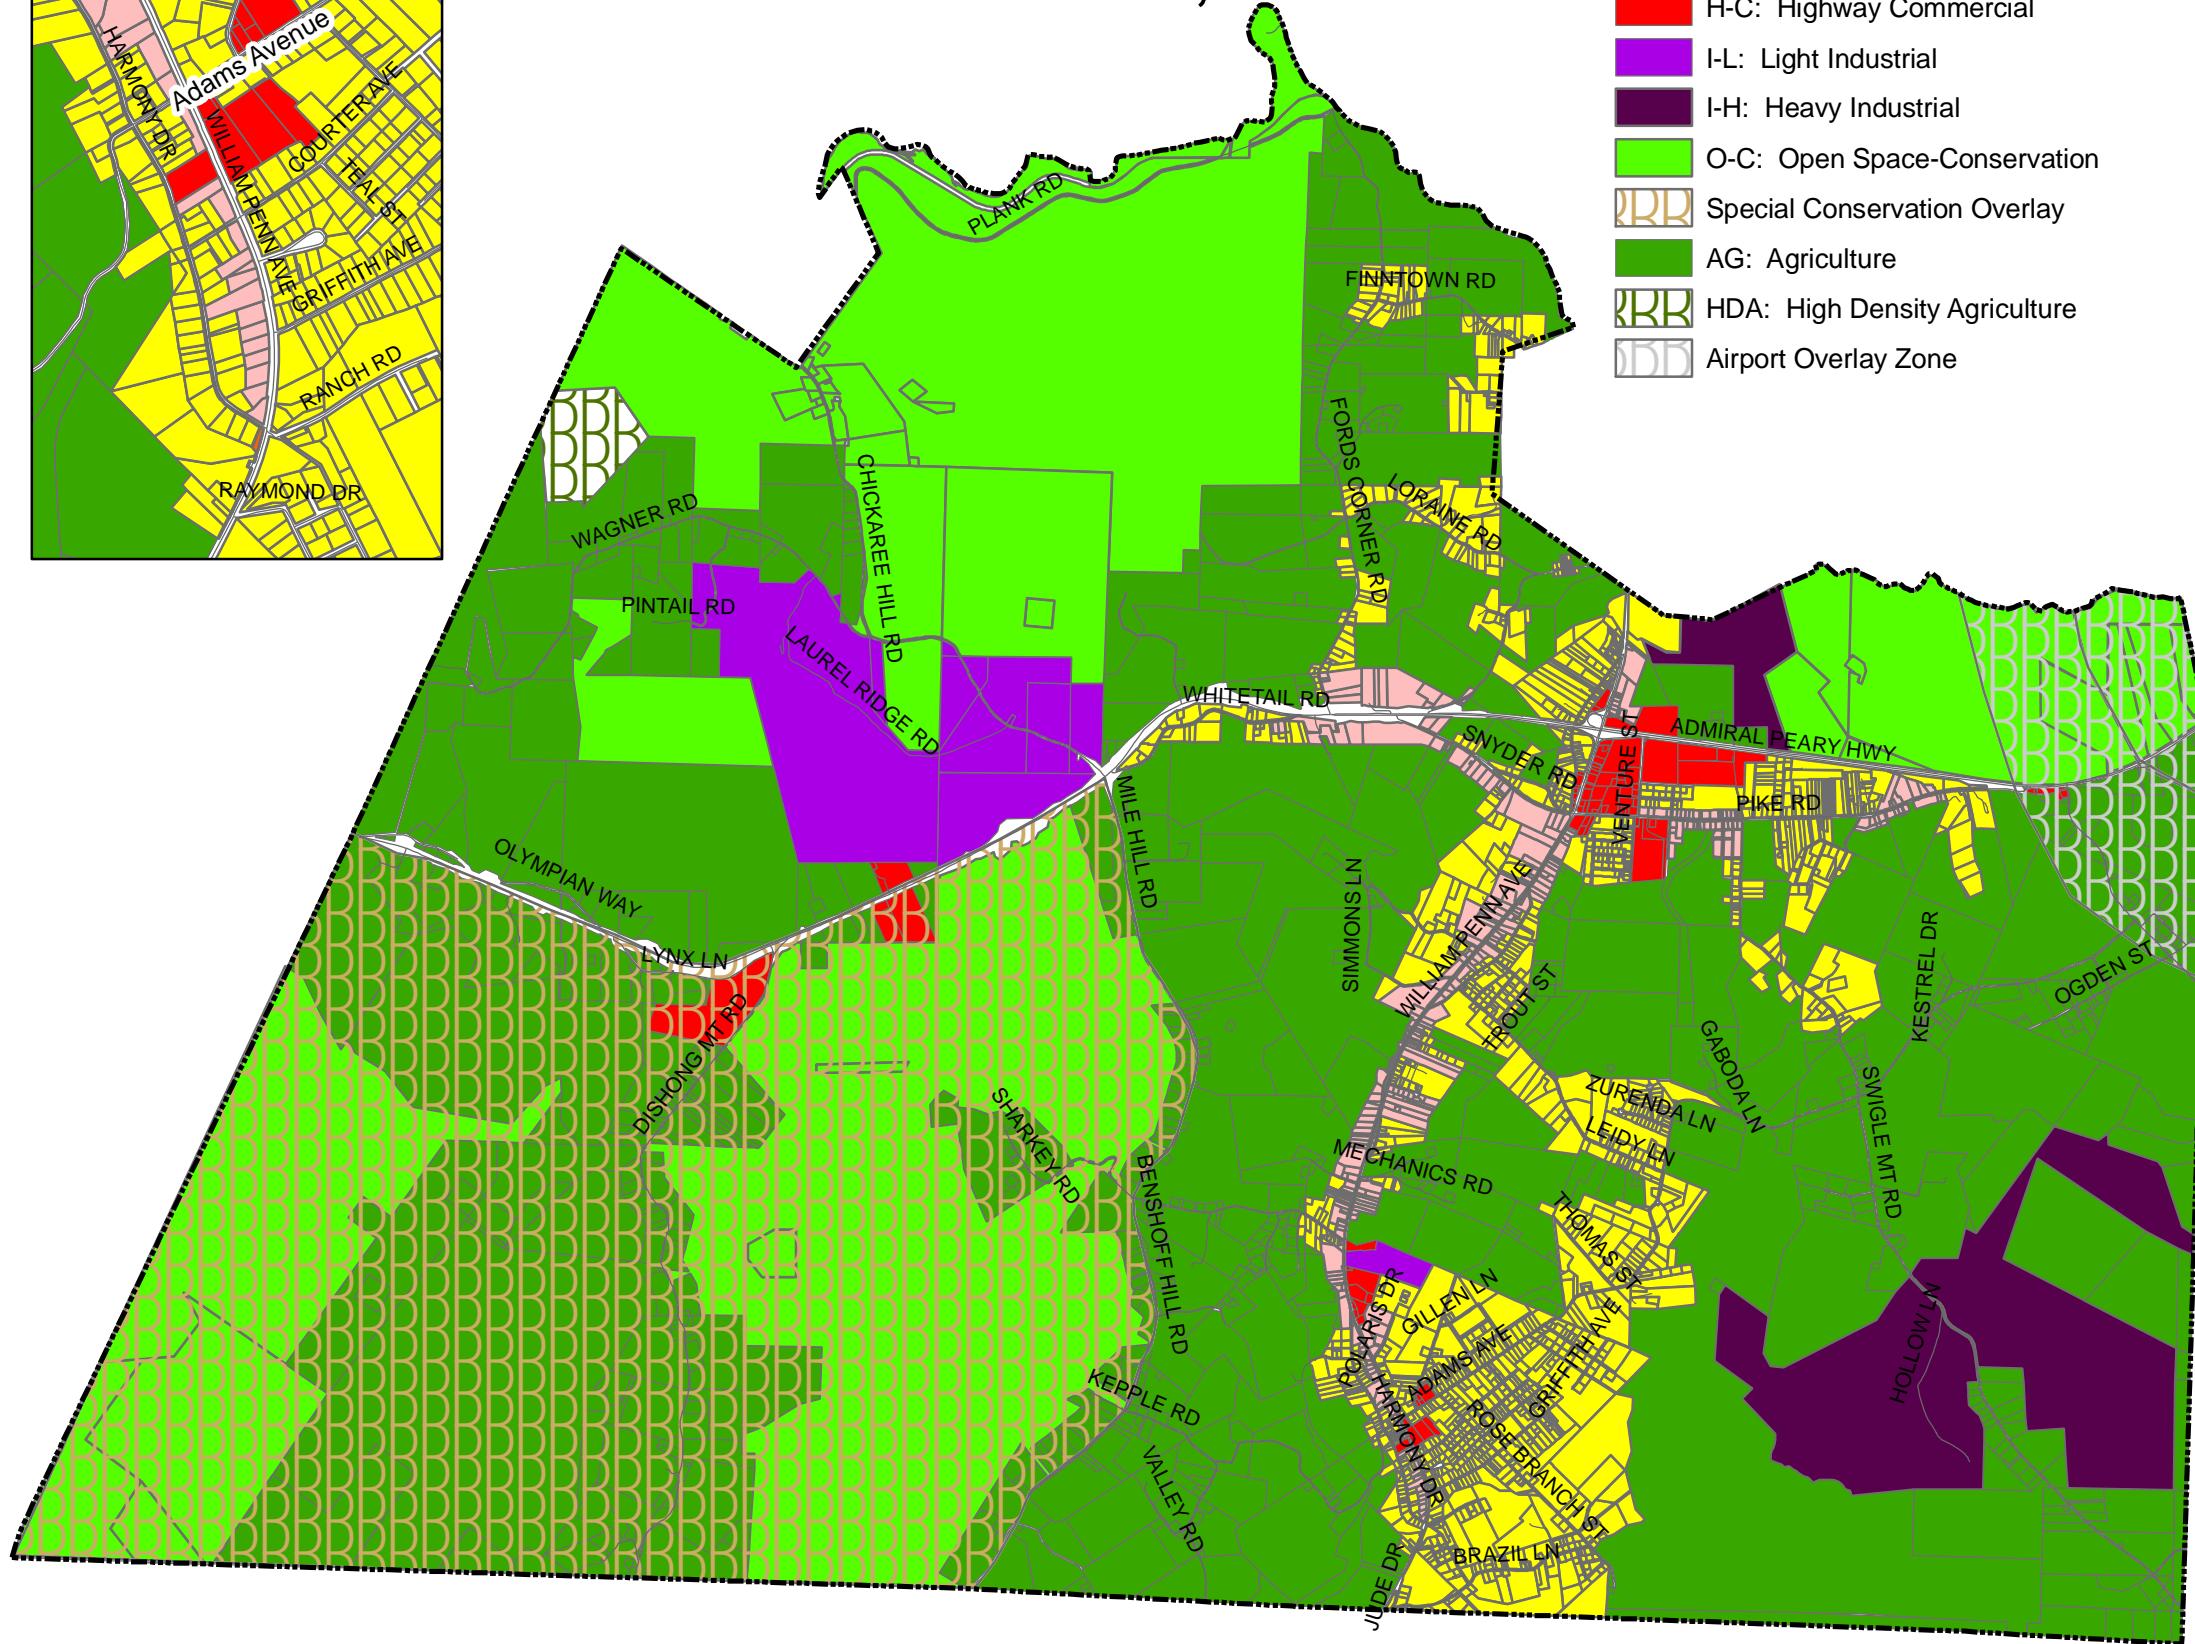 HARMONY DR
Adams Avenue
WILLIAM PENN AVE
COURTER AVE
TEAL ST
GRIFFITH AVE
RANCH RD
RAYMOND DR
H-C: Highway Commercial
I-L: Light Industrial
I-H: Heavy Industrial
O-C: Open Space-Conservation
Special Conservation Overlay
AG: Agriculture
HDA: High Density Agriculture
Airport Overlay Zone
PLANK RD
FINNTOWN RD
FORDS CORNER RD
LORAINE RD
WAGNER RD
CHICKAREE HILL RD
PINTAIL RD
LAUREL RIDGE RD
WHITETAIL RD
SNYDER RD
VENTURE ST
ADMIRAL PEARY HWY
PIKE RD
MILE HILL RD
OLYMPIAN WAY
LYNX LN
SIMMONS LN
WILLIAM PENN AVE
TROUT ST
KESTREL DR
OGDEN ST
DISHONG MT RD
SHARKEY RD
GABODA LN
ZURENDA LN
LEIDY LN
SWIGLE MT RD
MECHANICS RD
BENSHOFF HILL RD
THOMAS ST
POLARIS DR
GILLEN LN
ADAMS AVE
GRIFFITH AVE
HOLLOW LN
KEPPLE RD
HARMONY DR
ROSE BRANCH ST
VALLEY RD
BRAZIL LN
JUDE DR